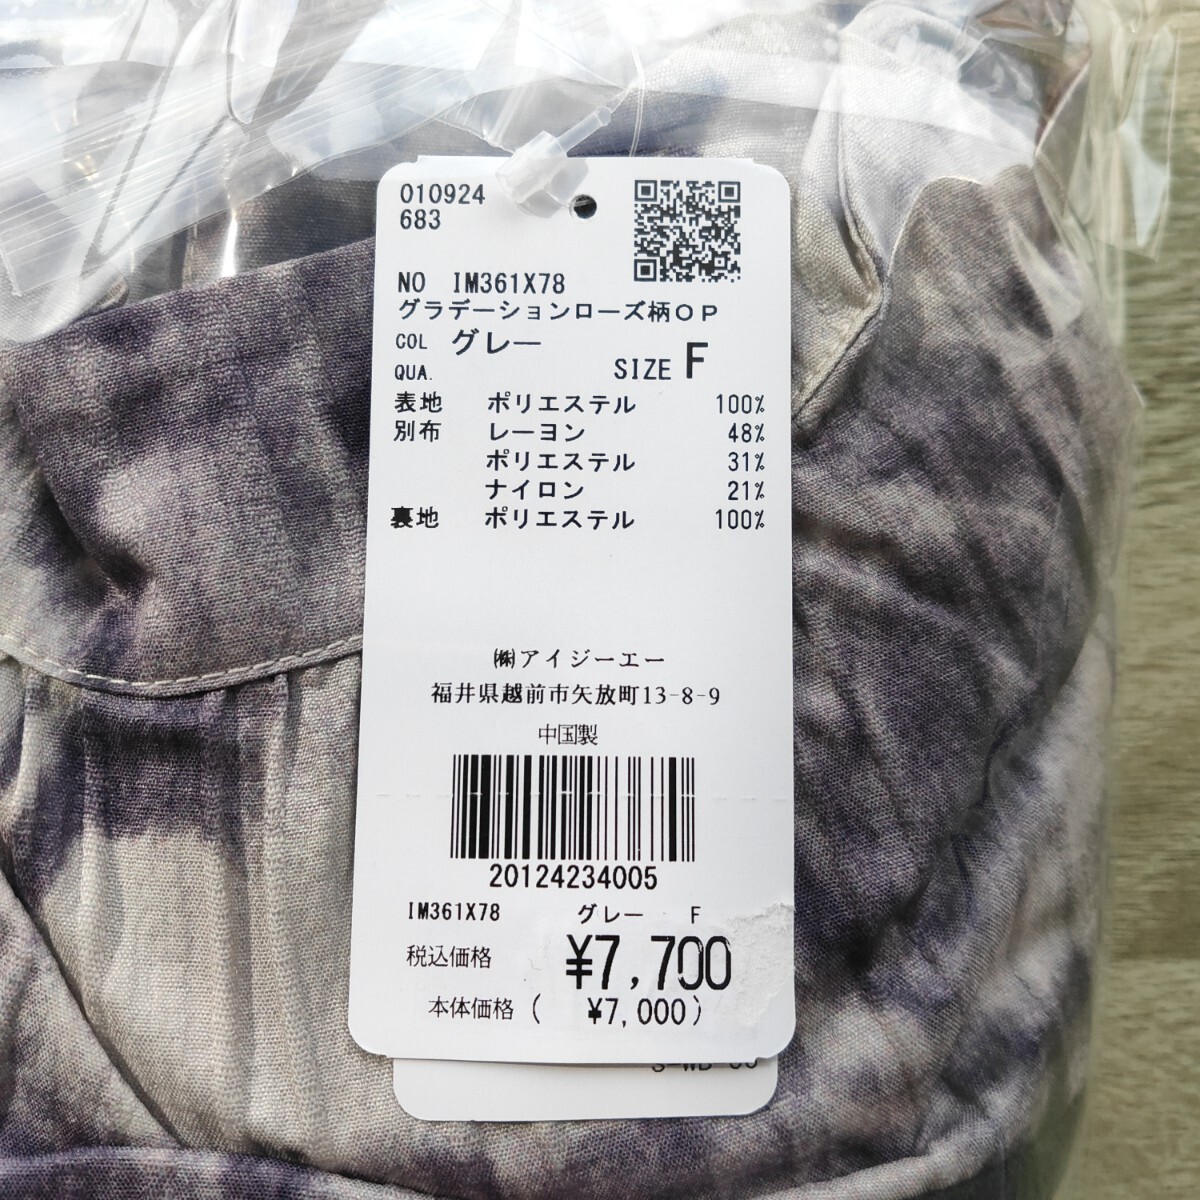 010924
683
NO IM361X78
グラデーションローズ柄OP
COL グレー
QUA. SIZE F
表地 ポリエステル 100%
別布 レーヨン 48%
ポリエステル 31%
ナイロン 21%
裏地 ポリエステル 100%
㈱アイジーエー
福井県越前市矢放町13-8-9
中国製
20124234005
IM361X78 グレー F
税込価格 ¥7,700
本体価格( ¥7,000)